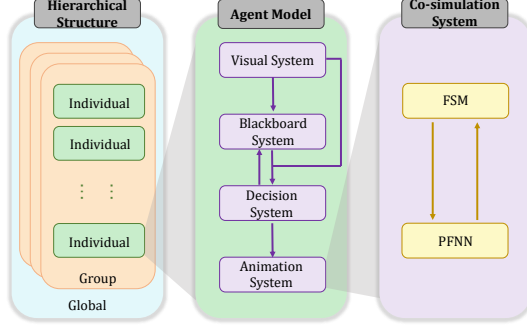 Hierarchical
Structure
Individual
Individual
Individual
Group
Global
Agent Model
Visual System
Blackboard
System
Decision
System
Animation
System
Co-simulation
System
FSM
PFNN